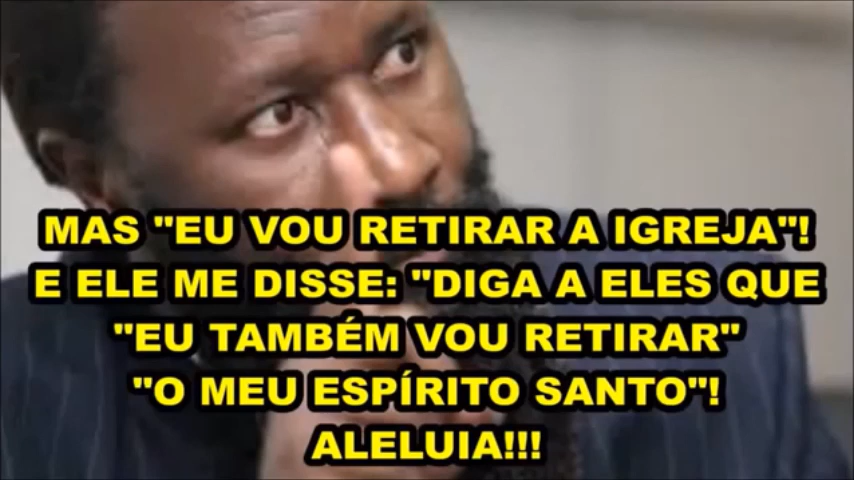 MAS "EU VOU RETIRAR A IGREJA"!
E ELE ME DISSE: "DIGA A ELES QUE
"EU TAMBÉM VOU RETIRAR"
"O MEU ESPÍRITO SANTO"!
ALELUIA!!!